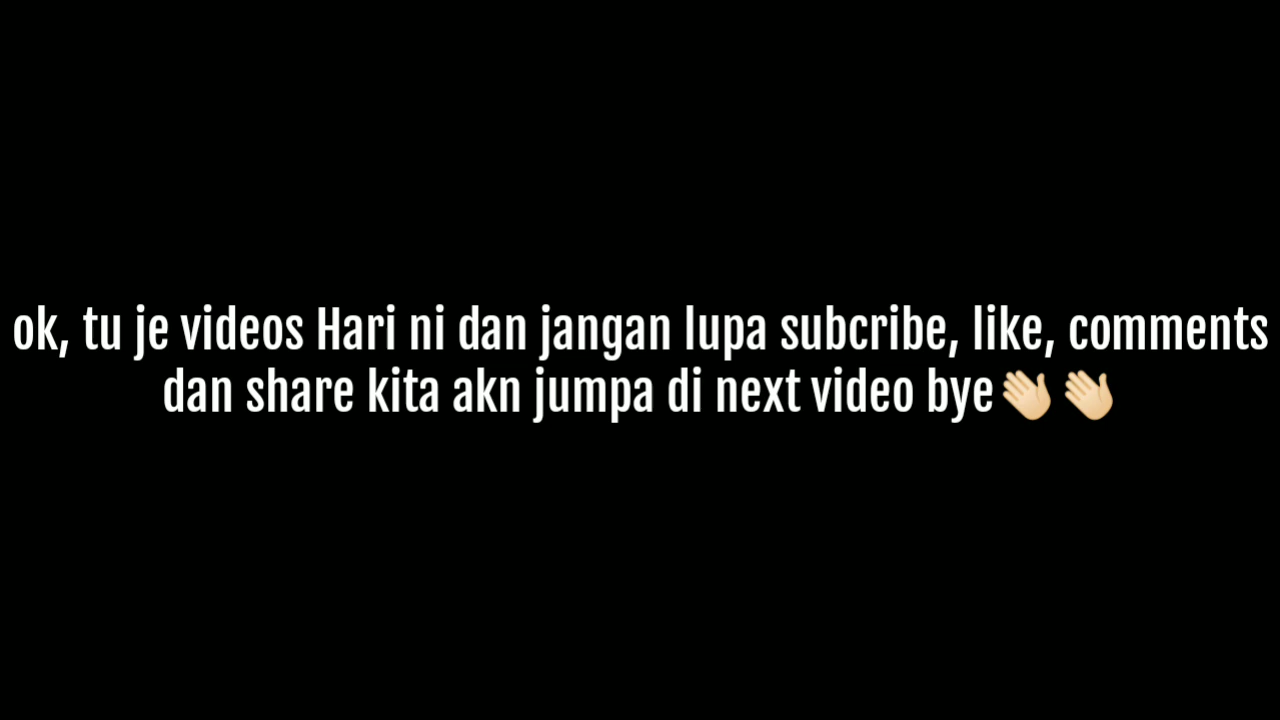 ok, tu je videos Hari ni dan jangan lupa subcribe, like, comments
dan share kita akn jumpa di next video bye👋🏻👋🏻